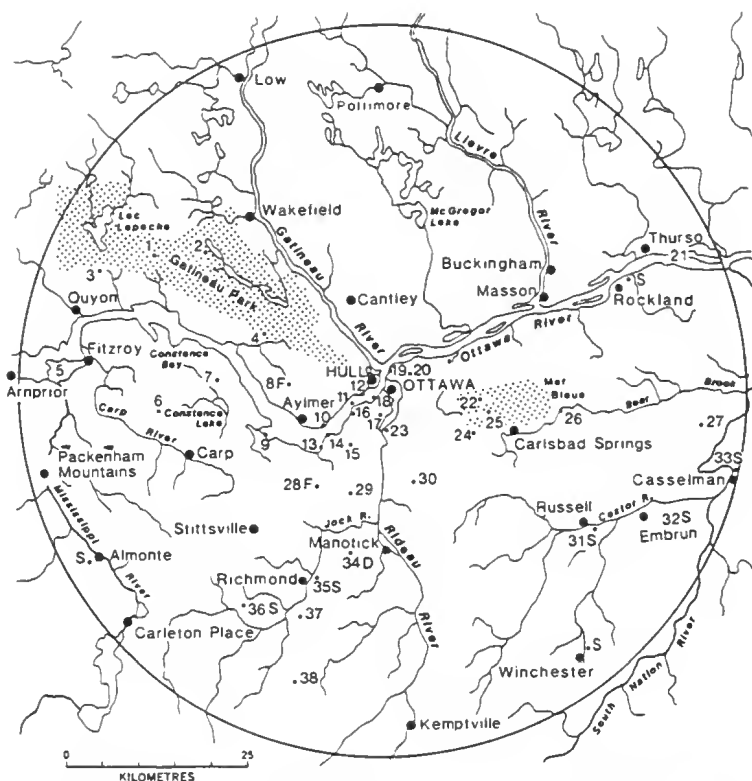 Low
Poltimore
Lievre
River
Lac
Lapeche
Wakefield
McGregor
Lake
Gatineau
River
1
2
3
Gatineau Park
Thurso
21
Buckingham
Masson
S
Rockland
Quyon
Cantley
Ottawa
River
4
Fitzroy
Constance
Bay
5
Arnprior
7
8F
HULL
12
19
20
OTTAWA
Mer
Bleue
Bear
Brook
6
Constance
Lake
Aylmer
10
11
16
18
17
23
22
24
25
26
27
Carlsbad Springs
Carp
River
Carp
9
13
14
15
Packenham
Mountains
28F
29
30
33S
Casselman
Mississippi
River
Stittsville
Jock R.
Rideau
River
Russell
Castor R.
31S
32S
Embrun
S
Almonte
Manotick
34D
Richmond
35S
36S
37
Carleton Place
38
S
Winchester
South
Nation
River
Kemptville
0
25
KILOMETRES